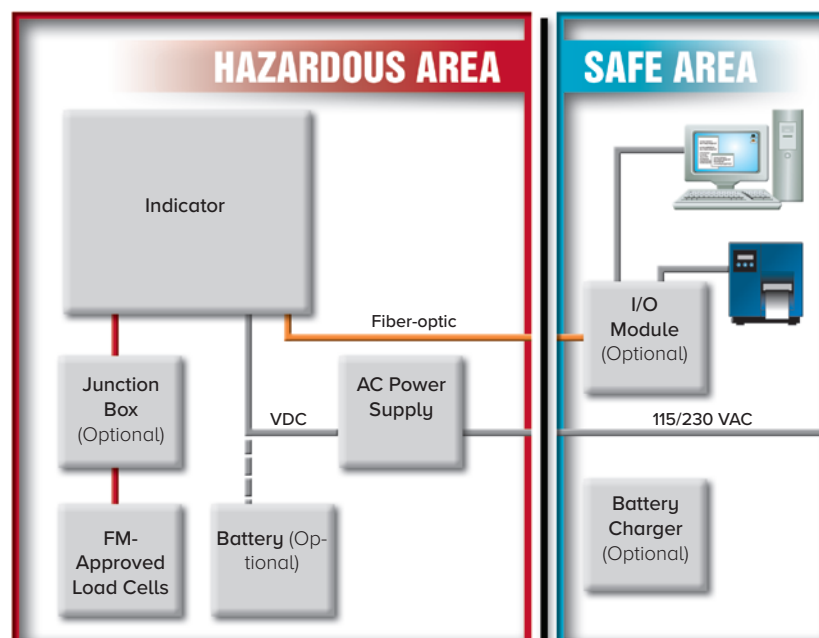 HAZARDOUS AREA
SAFE AREA
Indicator
Fiber-optic
I/O
Module
(Optional)
Junction
Box
(Optional)
VDC
AC Power
Supply
115/230 VAC
FM-
Approved
Load Cells
Battery (Op-
tional)
Battery
Charger
(Optional)